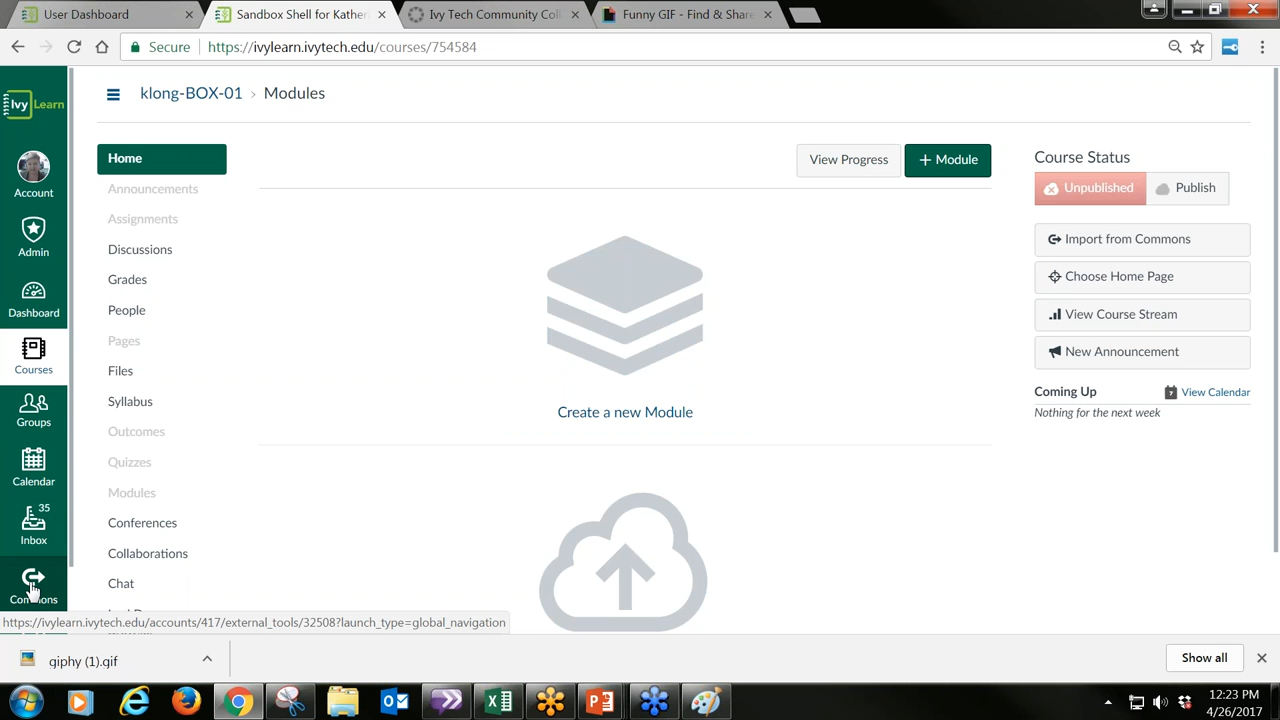 User Dashboard
Sandbox Shell for Kather
Ivy Tech Community Coll
Funny GIF - Find & Share
Secure
https://ivylearn.ivytech.edu/courses/754584
IvyLearn
Account
Admin
Dashboard
Courses
Groups
Calendar
35
Inbox
Commons
klong-BOX-01 › Modules
Home
Announcements
Assignments
Discussions
Grades
People
Pages
Files
Syllabus
Outcomes
Quizzes
Modules
Conferences
Collaborations
Chat
View Progress
+ Module
Create a new Module
Course Status
Unpublished
Publish
Import from Commons
Choose Home Page
View Course Stream
New Announcement
Coming Up
View Calendar
Nothing for the next week
https://ivylearn.ivytech.edu/accounts/417/external_tools/32508?launch_type=global_navigation
giphy (1).gif
Show all
12:23 PM
4/26/2017